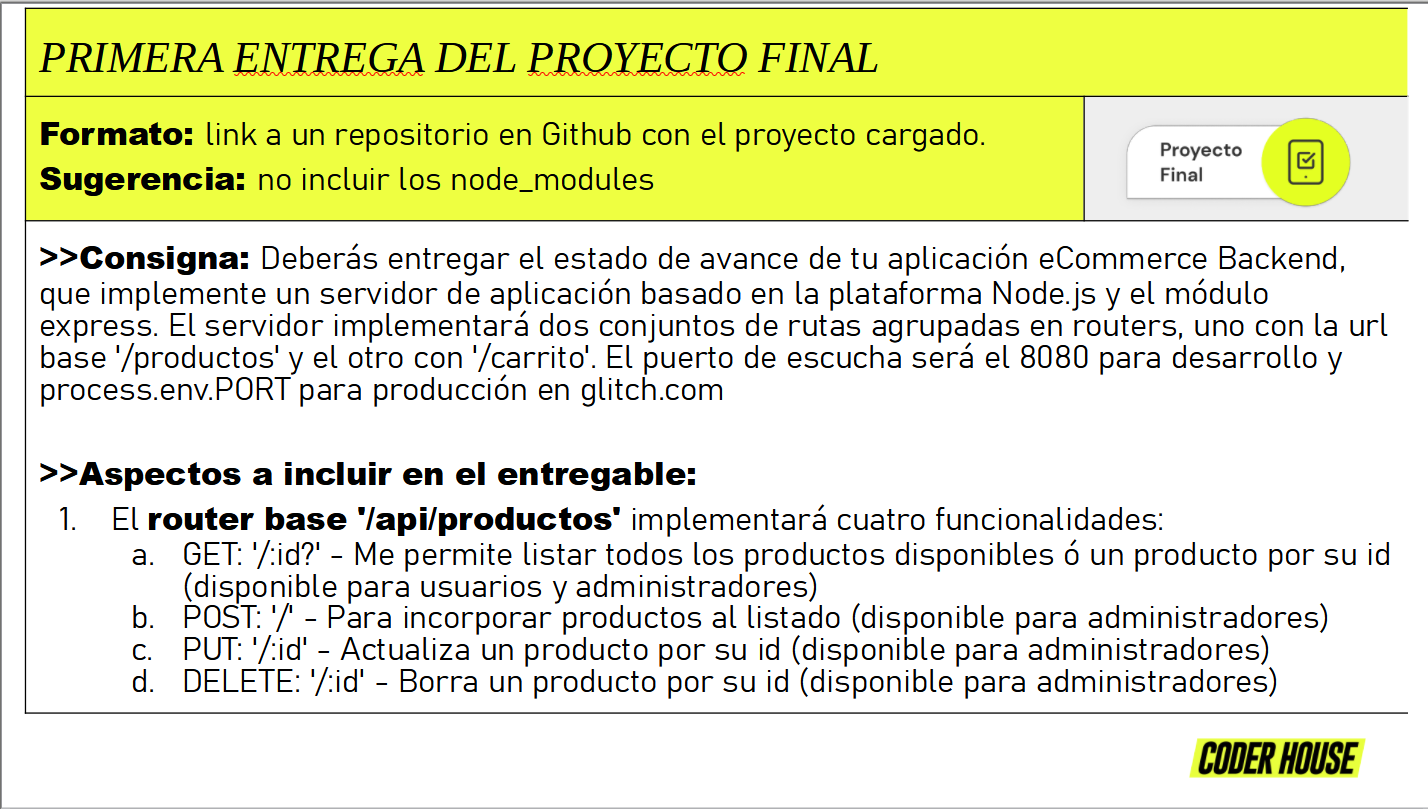 PRIMERA ENTREGA DEL PROYECTO FINAL
Formato: link a un repositorio en Github con el proyecto cargado.
Sugerencia: no incluir los node_modules
Proyecto
Final
>>Consigna: Deberás entregar el estado de avance de tu aplicación eCommerce Backend,
que implemente un servidor de aplicación basado en la plataforma Node.js y el módulo
express. El servidor implementará dos conjuntos de rutas agrupadas en routers, uno con la url
base '/productos' y el otro con '/carrito'. El puerto de escucha será el 8080 para desarrollo y
process.env.PORT para producción en glitch.com
>>Aspectos a incluir en el entregable:
1. El router base '/api/productos' implementará cuatro funcionalidades:
a. GET: '/:id?' - Me permite listar todos los productos disponibles ó un producto por su id
(disponible para usuarios y administradores)
b. POST: '/' - Para incorporar productos al listado (disponible para administradores)
c. PUT: '/:id' - Actualiza un producto por su id (disponible para administradores)
d. DELETE: '/:id' - Borra un producto por su id (disponible para administradores)
CODER HOUSE